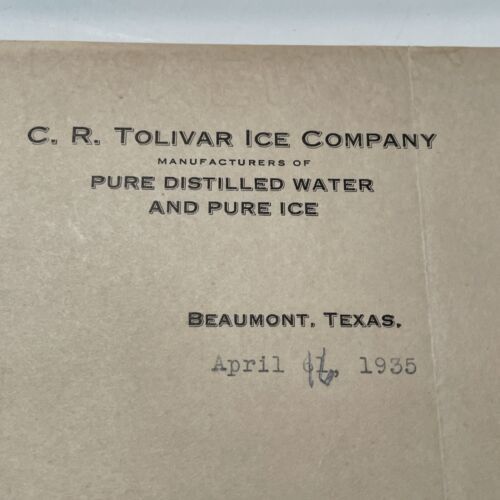 C. R. TOLIVAR ICE COMPANY
MANUFACTURERS OF
PURE DISTILLED WATER
AND PURE ICE
BEAUMONT, TEXAS.
April 1935